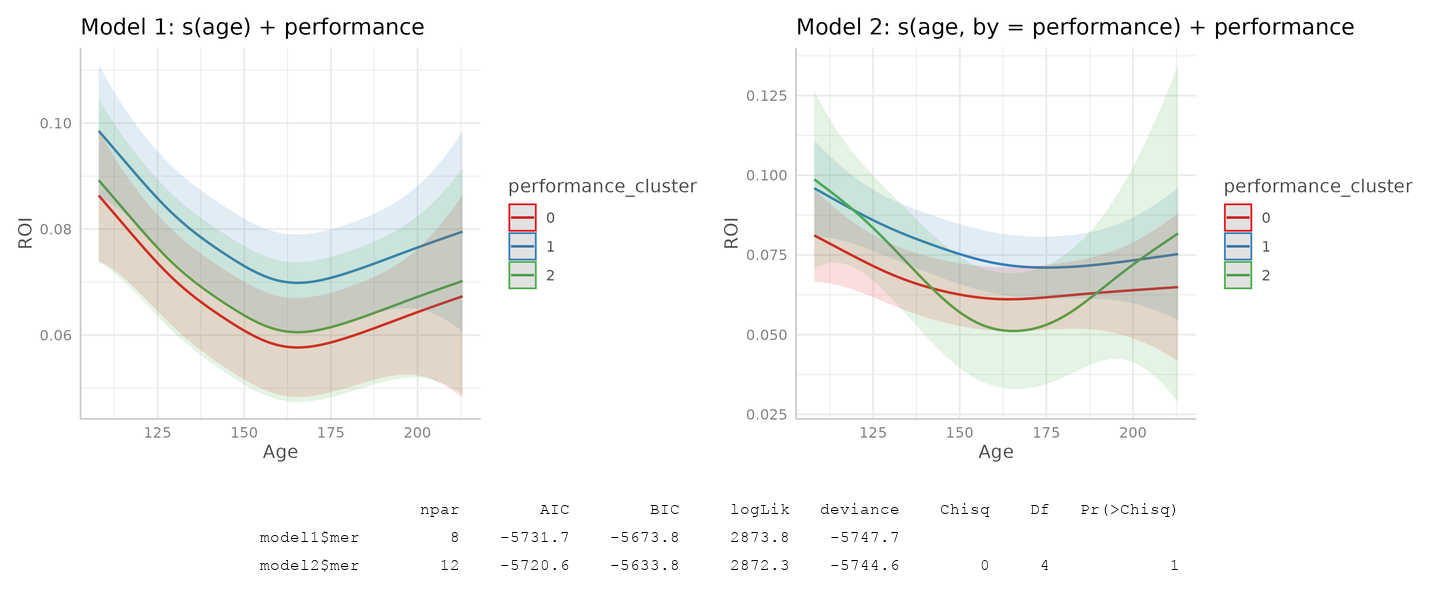 Model 1: s(age) + performance
0.10
0.08
0.06
ROI
125 150 175 200
Age
performance_cluster
0
1
2
Model 2: s(age, by = performance) + performance
0.125
0.100
0.075
0.050
0.025
ROI
125 150 175 200
Age
performance_cluster
0
1
2
npar AIC BIC logLik deviance Chisq Df Pr(>Chisq)
model1$mer 8 -5731.7 -5673.8 2873.8 -5747.7
model2$mer 12 -5720.6 -5633.8 2872.3 -5744.6 0 4 1